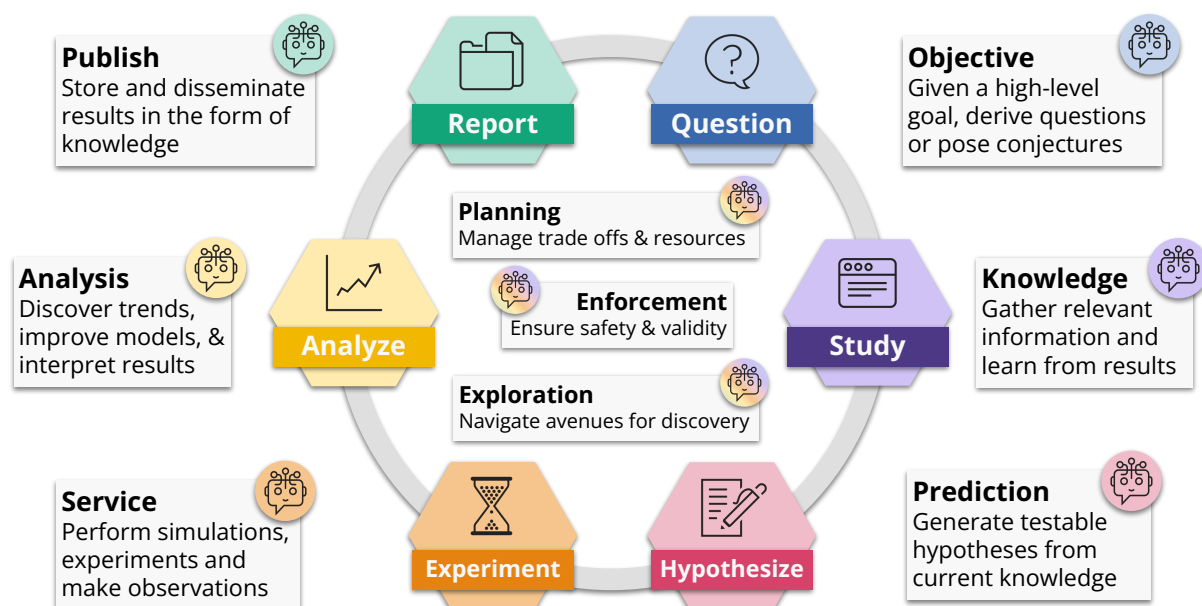 Publish
Store and disseminate
results in the form of
knowledge
Report
Question
?
Objective
Given a high-level
goal, derive questions
or pose conjectures
Planning
Manage trade offs & resources
Analysis
Discover trends,
improve models, &
interpret results
Analyze
Enforcement
Ensure safety & validity
Study
Knowledge
Gather relevant
information and
learn from results
Exploration
Navigate avenues for discovery
Service
Perform simulations,
experiments and
make observations
Experiment
Hypothesize
Prediction
Generate testable
hypotheses from
current knowledge